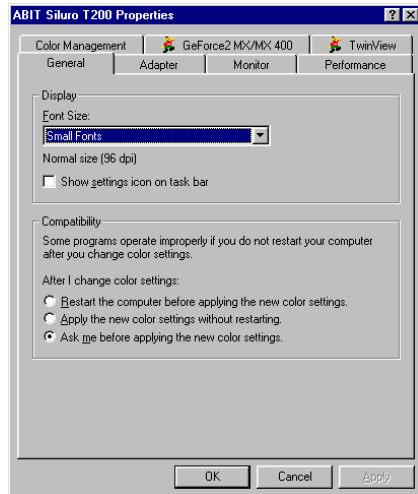 ABIT Siluro T200 Properties
Color Management
GeForce2 MX/MX 400
TwinView
General
Adapter
Monitor
Performance
Display
Font Size:
Small Fonts
Normal size (96 dpi)
Show settings icon on task bar
Compatibility
Some programs operate improperly if you do not restart your computer
after you change color settings.
After I change color settings:
Restart the computer before applying the new color settings.
Apply the new color settings without restarting.
Ask me before applying the new color settings.
OK
Cancel
Apply